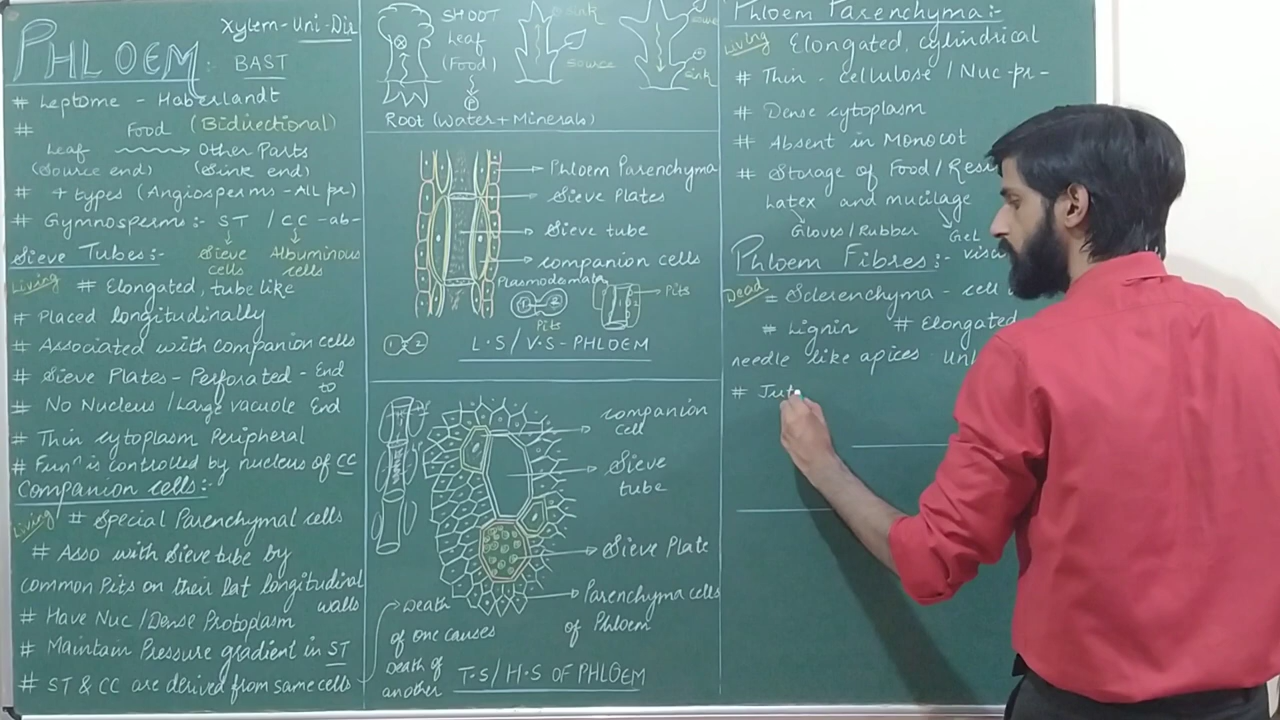 PHLOEM:
Xylem - Uni - Dir
BAST
# Leptome - Haberlandt
# Food (Bidirectional)
Leaf → Other Parts
(Source end) (Sink end)
# 4 types (Angiosperms - All pr)
# Gymnosperms:- ST / CC - ab-
Sieve cells Albuminous cells
Sieve Tubes:-
Living # Elongated, tube like
# Placed longitudinally
# Associated with companion cells
# Sieve Plates - Perforated - End to End
# No Nucleus / Large vacuole
# Thin cytoplasm Peripheral
# Funⁿ is controlled by nucleus of CC
Companion cells:-
Living # Special Parenchymal cells
# Asso with Sieve tube by
common Pits on their lat longitudinal walls
# Have Nuc / Dense Protoplasm
# Maintain Pressure gradient in ST
# ST & CC are derived from same cells
→ Death
of one causes
Death of
another
SHOOT
Leaf
(Food)
P
Root (Water + Minerals)
Sink
source
sink
Phloem Parenchyma
Sieve Plates
Sieve tube
companion cells
Plasmodemata
1 2
Pits
Pits
1 2
L.S / V.S - PHLOEM
companion
cell
Sieve
tube
Sieve Plate
Parenchyma cells
of Phloem
T.S / H.S OF PHLOEM
Phloem Parenchyma:-
Living Elongated, cylindrical
# Thin - cellulose / Nuc - pr -
# Dense cytoplasm
# Absent in Monocot
# Storage of Food /
Latex and mucilage
Gloves / Rubber Gel
Phloem Fibres:-
Dead = Sclerenchyma - cell
# Lignin # Elongated
needle like apices
# Jut